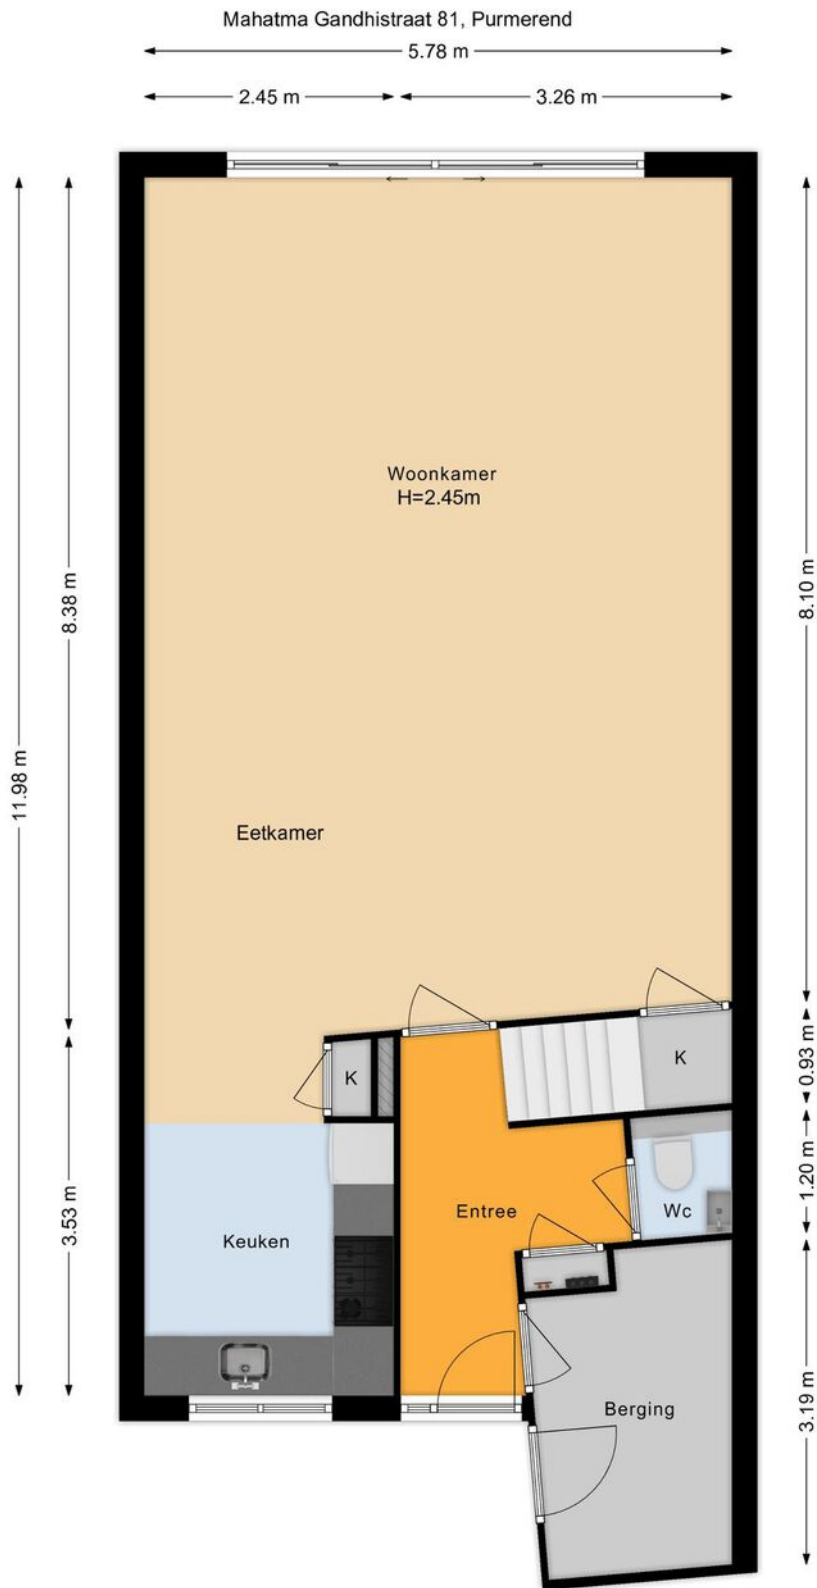 Mahatma Gandhistraat 81, Purmerend
5.78 m
2.45 m
3.26 m
Woonkamer
H=2.45m
8.38 m
8.10 m
11.98 m
Eetkamer
K
K
0.93 m
1.20 m
3.53 m
Entree
Wc
Keuken
Berging
3.19 m